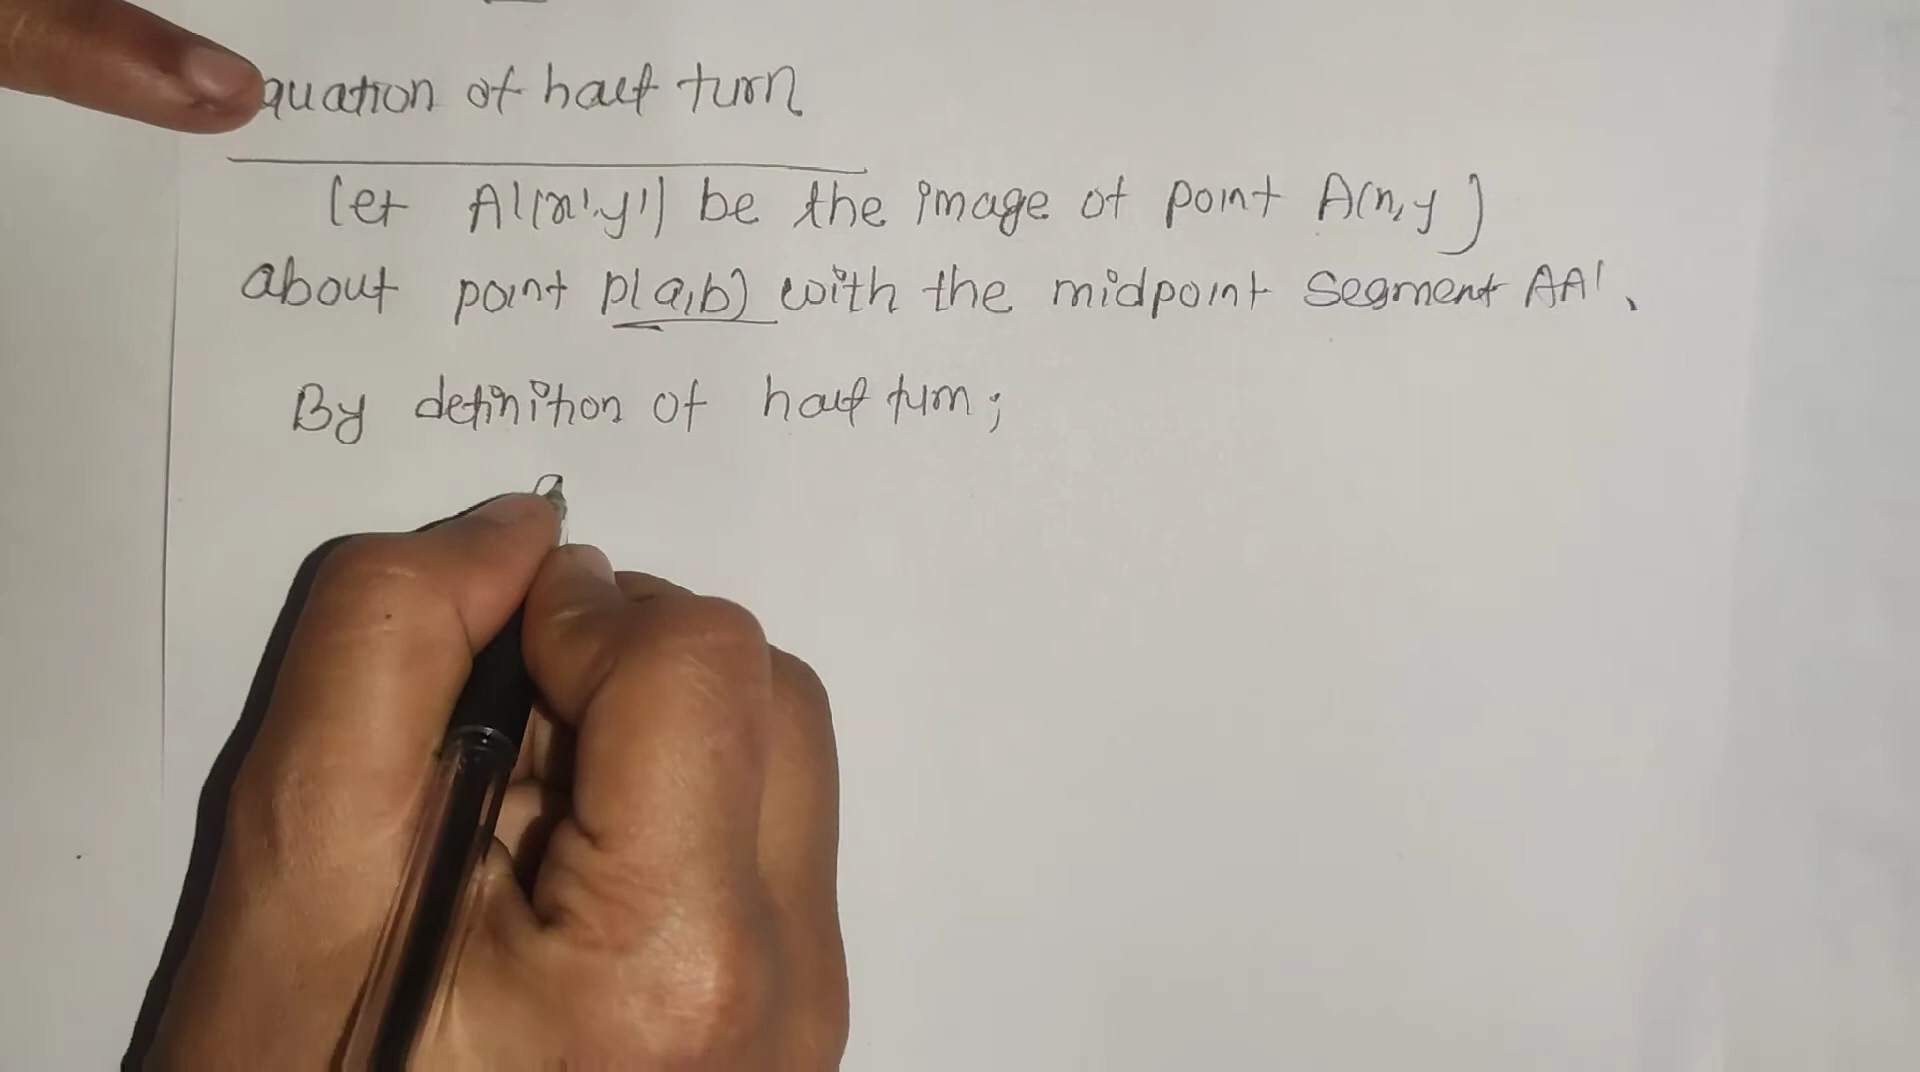 quation of half turn
let A'(x',y') be the image of point A(x,y)
about point p(a,b) with the midpoint segment AA'.
By definition of half turn;